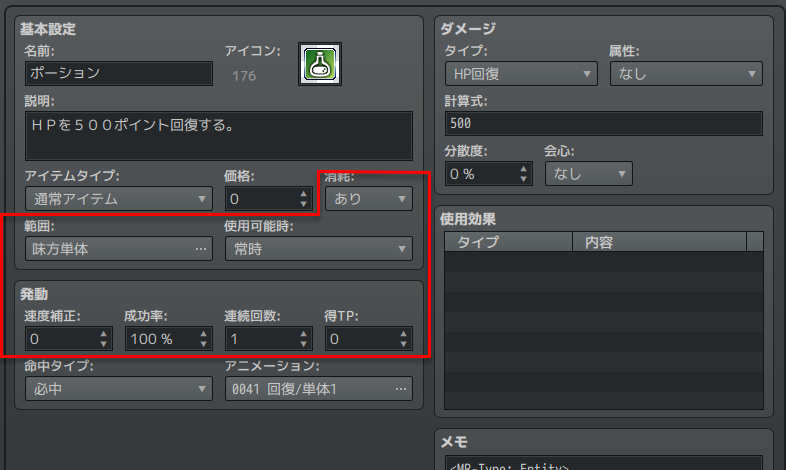 基本設定
名前:
アイコン:
ポーション
176
説明:
ＨＰを５００ポイント回復する。
アイテムタイプ:
価格:
消耗:
通常アイテム
0
あり
範囲:
使用可能時:
味方単体 ...
常時
発動
速度補正:
成功率:
連続回数:
得TP:
0
100 %
1
0
命中タイプ:
アニメーション:
必中
0041 回復/単体1 ...
ダメージ
タイプ:
属性:
HP回復
なし
計算式:
500
分散度:
会心:
0 %
なし
使用効果
タイプ
内容
メモ
<MP-Type: Entity>